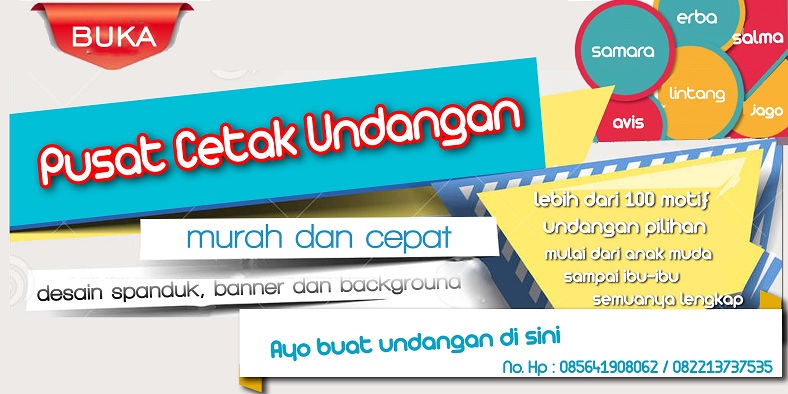 BUKA
erba
samara
salma
lintang
jago
avis
Pusat Cetak Undangan
murah dan cepat
desain spanduk, banner dan background
lebih dari 100 motif
undangan pilihan
mulai dari anak muda
sampai ibu-ibu
semuanya lengkap
Ayo buat undangan di sini
No. Hp : 085641908062 / 082213737535